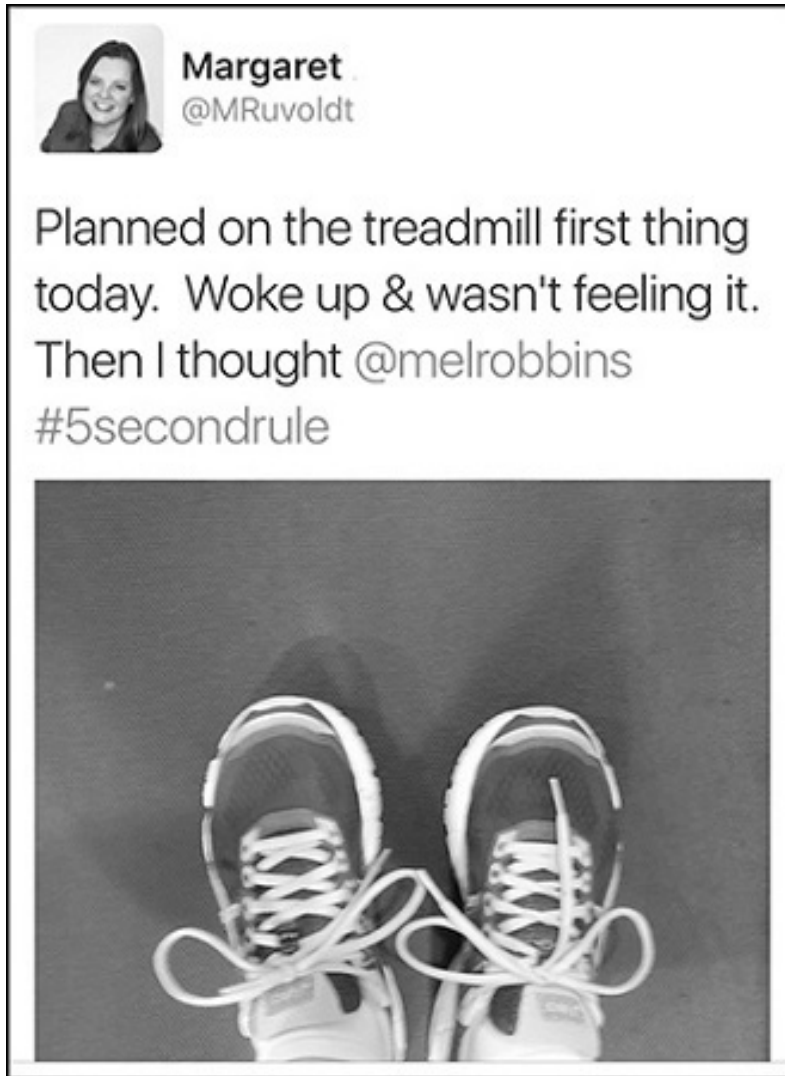 Margaret
@MRuvoldt
Planned on the treadmill first thing
today. Woke up & wasn't feeling it.
Then I thought @melrobbins
#5secondrule